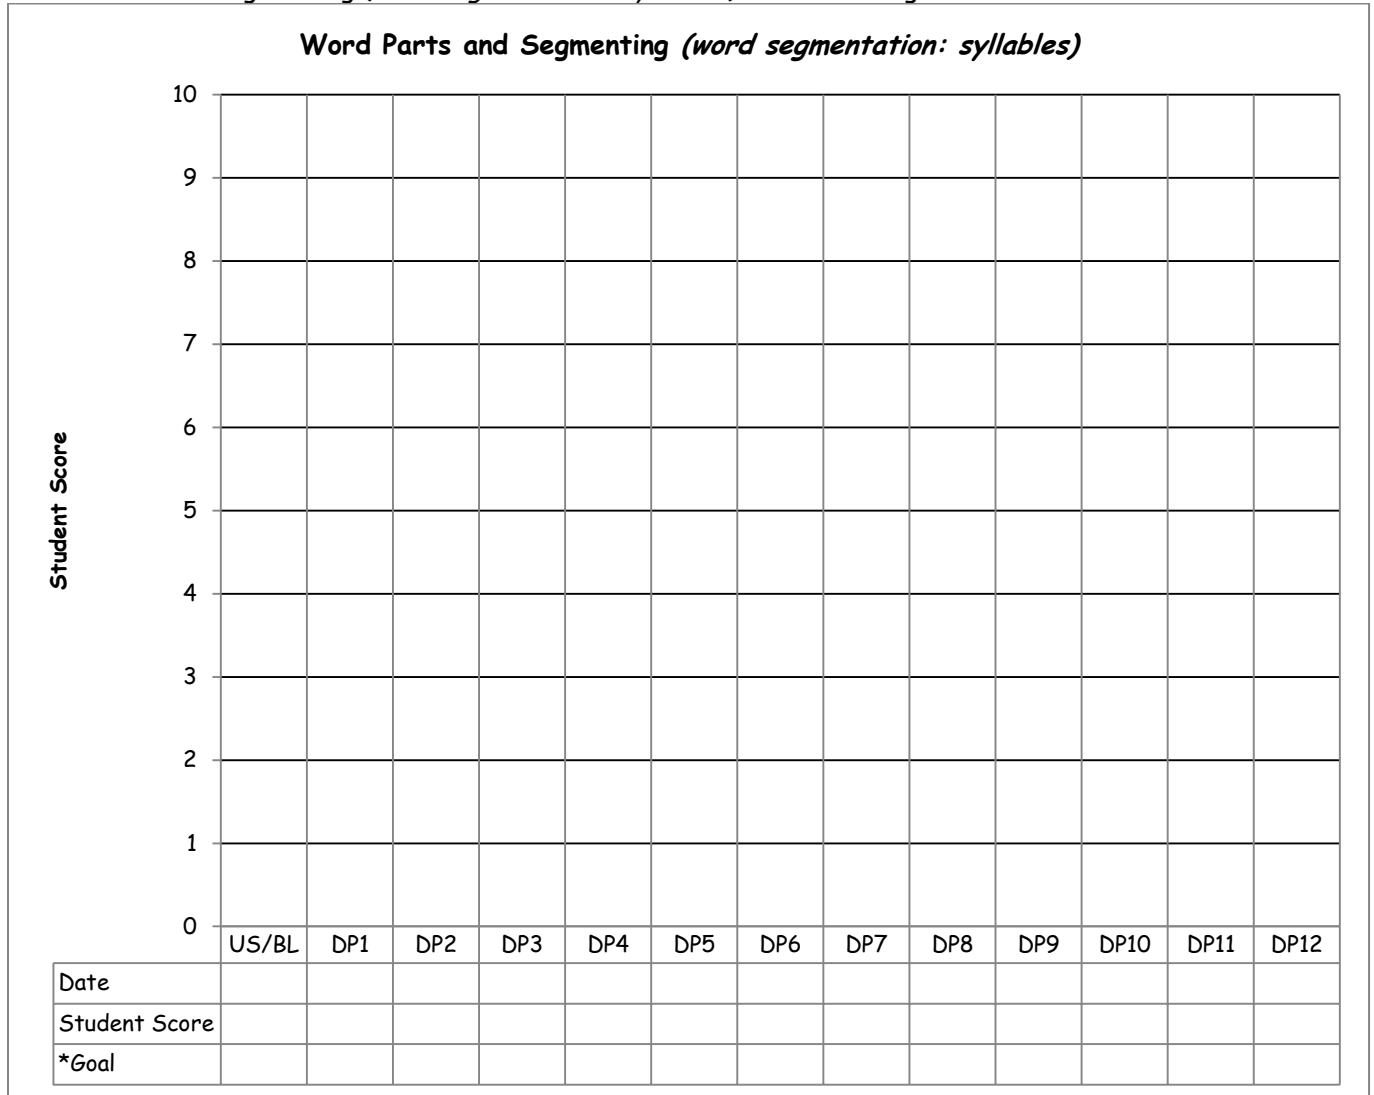 Word Parts and Segmenting (word segmentation: syllables)
10
9
8
7
6
5
4
3
2
1
0
Student Score
US/BL DP1 DP2 DP3 DP4 DP5 DP6 DP7 DP8 DP9 DP10 DP11 DP12
Date
Student Score
*Goal